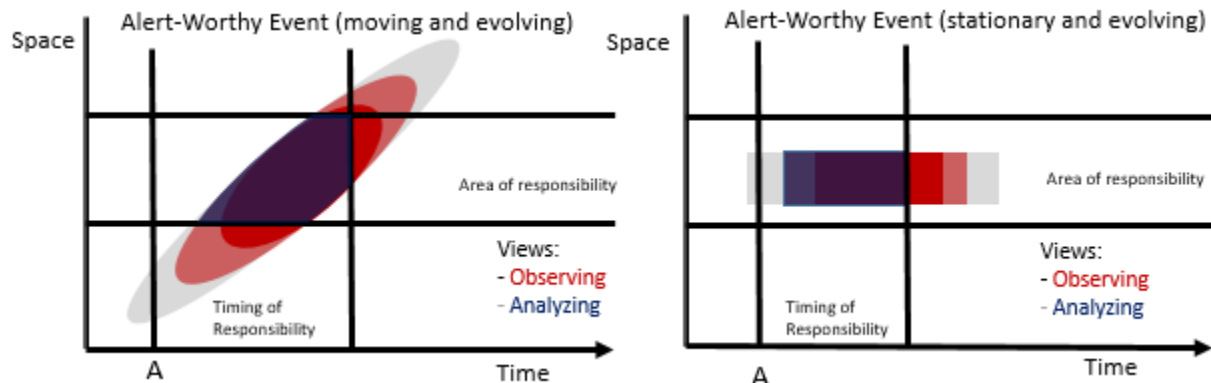 Alert-Worthy Event (moving and evolving)
Space
Area of responsibility
Views:
- Observing
- Analyzing
Timing of
Responsibility
A
Time
Alert-Worthy Event (stationary and evolving)
Space
Area of responsibility
Views:
- Observing
- Analyzing
Timing of
Responsibility
A
Time